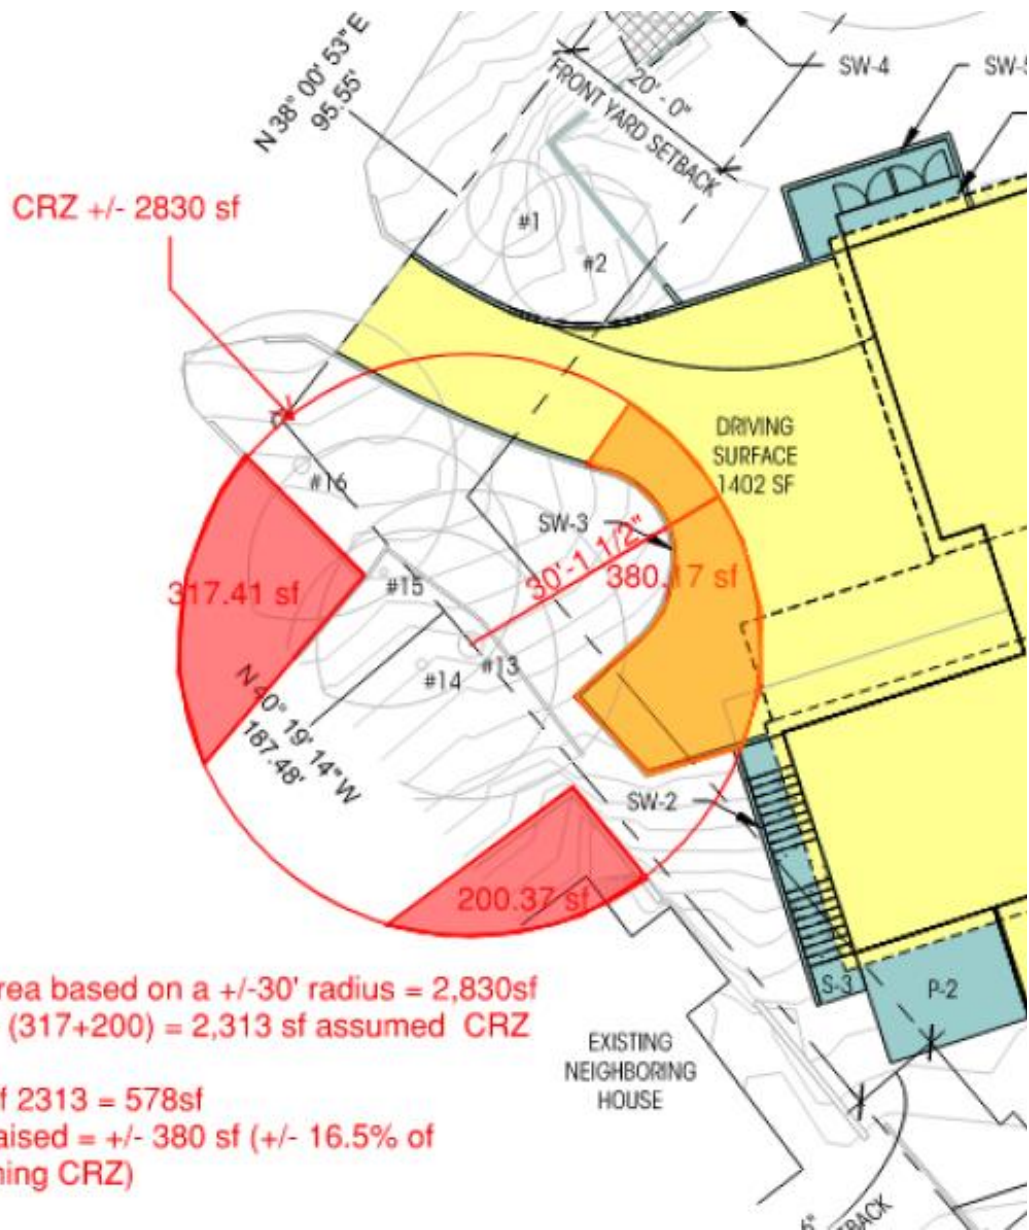 SW-4
SW-5
N 38° 00' 53" E
95.55'
20' - 0"
FRONT YARD SETBACK
CRZ +/- 2830 sf
#1
#2
DRIVING
SURFACE
1402 SF
#16
SW-3
30'-1 1/2"
380.17 sf
317.41 sf
#15
#13
#14
N 40° 19' 14" W
187.48'
SW-2
200.37 sf
S-3
P-2
rea based on a +/-30' radius = 2,830sf
(317+200) = 2,313 sf assumed CRZ
EXISTING
NEIGHBORING
HOUSE
f 2313 = 578sf
aised = +/- 380 sf (+/- 16.5% of
ning CRZ)
6"
BACK